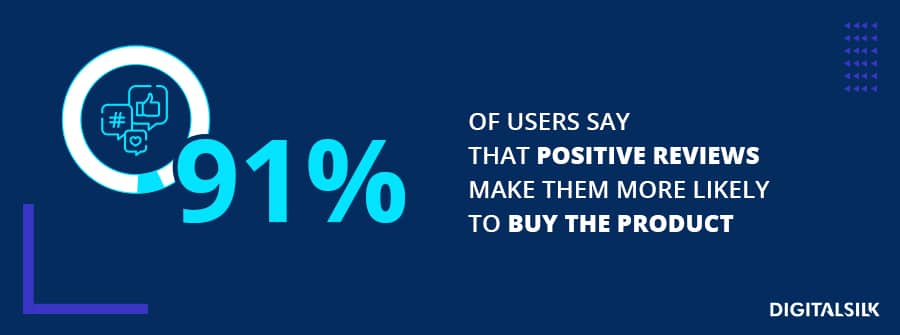 #
91%
OF USERS SAY
THAT POSITIVE REVIEWS
MAKE THEM MORE LIKELY
TO BUY THE PRODUCT
DIGITALSILK